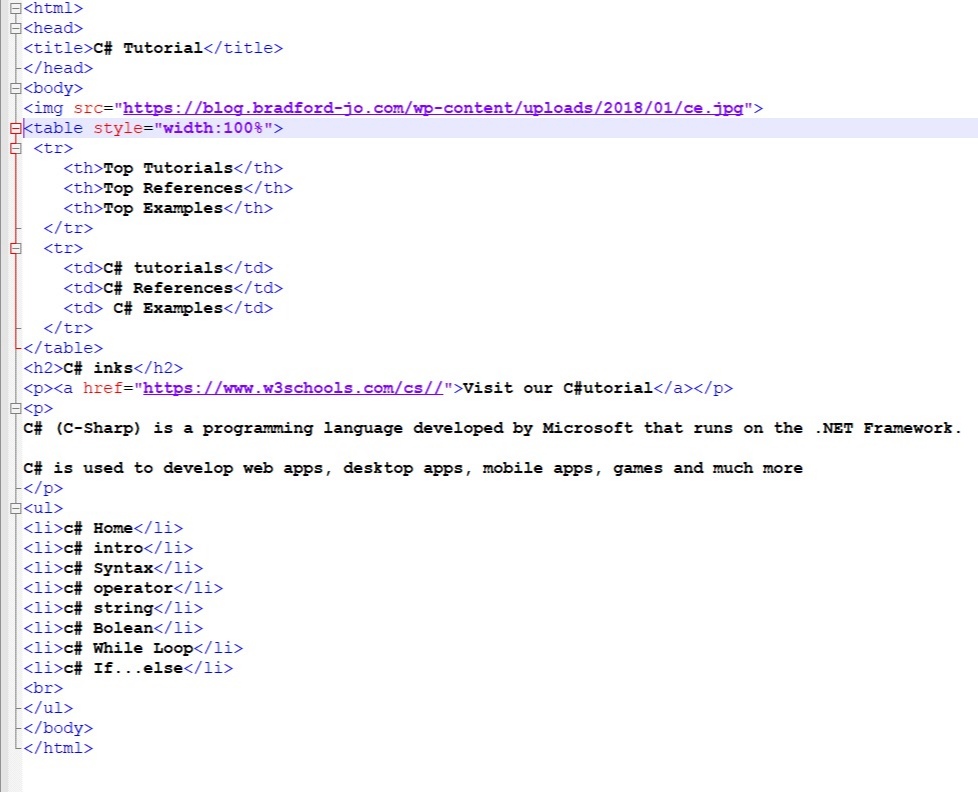 <html>
<head>
<title>C# Tutorial</title>
</head>
<body>
<img src="https://blog.bradford-jo.com/wp-content/uploads/2018/01/ce.jpg">
<table style="width:100%">
<tr>
<th>Top Tutorials</th>
<th>Top References</th>
<th>Top Examples</th>
</tr>
<tr>
<td>C# tutorials</td>
<td>C# References</td>
<td> C# Examples</td>
</tr>
</table>
<h2>C# inks</h2>
<p><a href="https://www.w3schools.com/cs//">Visit our C#utorial</a></p>
<p>
C# (C-Sharp) is a programming language developed by Microsoft that runs on the .NET Framework.
C# is used to develop web apps, desktop apps, mobile apps, games and much more
</p>
<ul>
<li>c# Home</li>
<li>c# intro</li>
<li>c# Syntax</li>
<li>c# operator</li>
<li>c# string</li>
<li>c# Bolean</li>
<li>c# While Loop</li>
<li>c# If...else</li>
<br>
</ul>
</body>
</html>